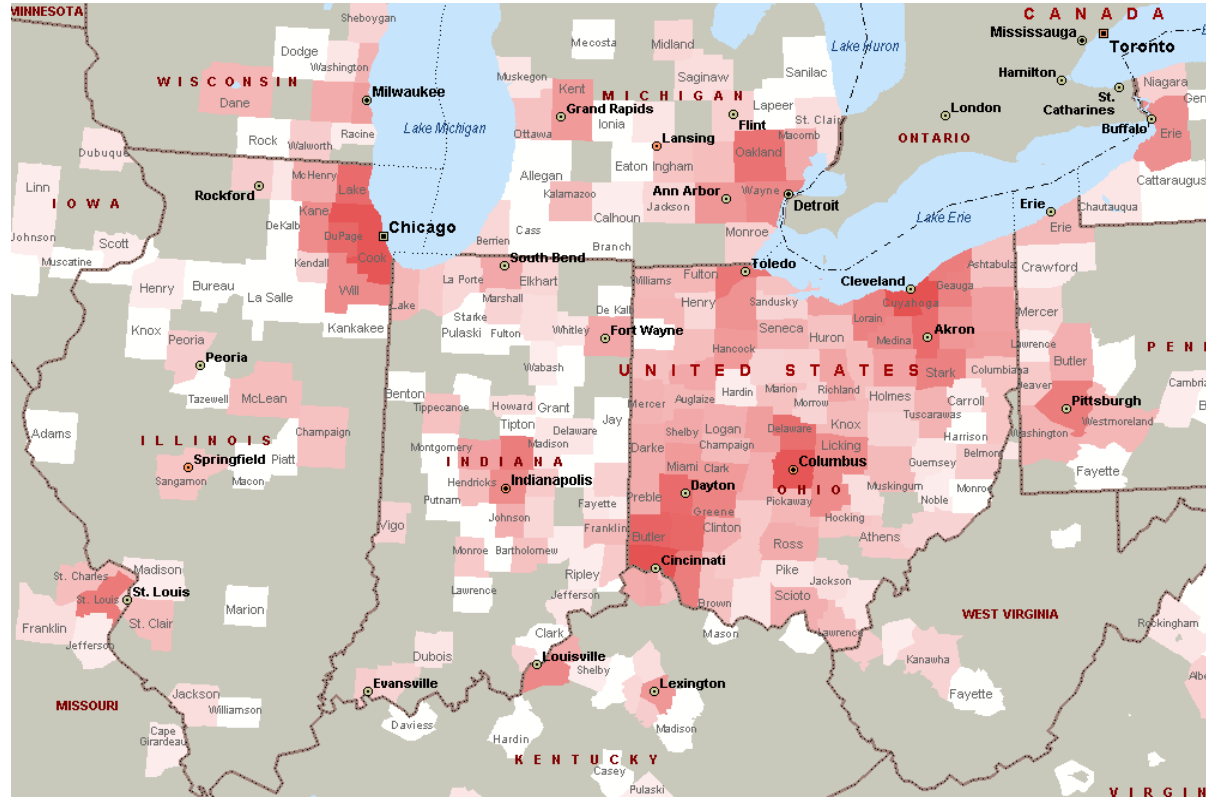 MINNESOTA
Sheboygan
CANADA
Mississauga
Toronto
Dodge
Mecosta
Midland
Lake Huron
Washington
WISCONSIN
Muskegon
Kent
Saginaw
Sanilac
Hamilton
Niagara
Dane
Milwaukee
MICHIGAN
Grand Rapids
Ionia
Lapeer
London
St. Catharines
Gen
Lake Michigan
Ottawa
Flint
St. Clair
Buffalo
Rock
Racine
Lansing
Macomb
ONTARIO
Erie
Walworth
Dubuque
Eaton
Ingham
Oakland
Linn
McHenry
Lake
Allegan
Cattaraugus
Rockford
Kalamazoo
Ann Arbor
Wayne
Detroit
IOWA
Kane
Jackson
Lake Erie
Erie
Chautauqua
DeKalb
Chicago
Calhoun
Johnson
Scott
DuPage
Cass
Monroe
Erie
Berrien
Branch
Muscatine
Kendall
Cook
South Bend
Toledo
Ashtabula
Crawford
Henry
Bureau
Will
La Porte
Elkhart
Williams
Fulton
Cleveland
Geauga
La Salle
Lake
Marshall
Henry
Sandusky
Cuyahoga
Mercer
Knox
Kankakee
Starke
De Kalb
Lorain
Pulaski
Fulton
Whitley
Fort Wayne
Seneca
Huron
Medina
Akron
Lawrence
Butler
PENN
Peoria
Peoria
Hancock
Wabash
UNITED STATES
Stark
Columbiana
Beaver
Cambria
Tazewell
McLean
Benton
Hardin
Marion
Richland
Holmes
Carroll
Pittsburgh
Adams
Tippecanoe
Howard
Grant
Mercer
Auglaize
Morrow
Tuscarawas
Westmoreland
Champaign
Tipton
Jay
Shelby
Logan
Delaware
Knox
Harrison
Washington
ILLINOIS
Montgomery
Madison
Delaware
Darke
Champaign
Licking
Belmont
Springfield
Piatt
INDIANA
Miami
Clark
Columbus
Guernsey
Fayette
Sangamon
Macon
Hendricks
Indianapolis
Dayton
OHIO
Muskingum
Monroe
Putnam
Preble
Pickaway
Noble
Vigo
Johnson
Fayette
Greene
Hocking
Franklin
Butler
Clinton
Ross
Athens
Monroe
Bartholomew
Madison
St. Charles
Cincinnati
Pike
St. Louis
St. Louis
Lawrence
Ripley
Jackson
Marion
Jefferson
Brown
Scioto
WEST VIRGINIA
Franklin
St. Clair
Clark
Mason
Lawrence
Rockingham
Jefferson
Dubois
Louisville
Shelby
Kanawha
Albe
Jackson
Evansville
Lexington
Fayette
MISSOURI
Williamson
Daviess
Madison
Cape Girardeau
Hardin
KENTUCKY
Casey
Pulaski
VIRGIN